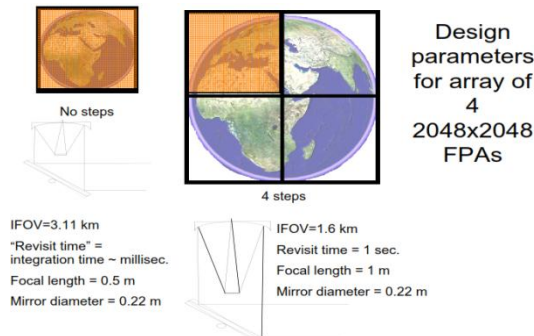 Design
parameters
for array of
4
2048x2048
FPAs
No steps
4 steps
IFOV=3.11 km
"Revisit time" =
integration time ~ millisec.
Focal length = 0.5 m
Mirror diameter = 0.22 m
IFOV=1.6 km
Revisit time = 1 sec.
Focal length = 1 m
Mirror diameter = 0.22 m